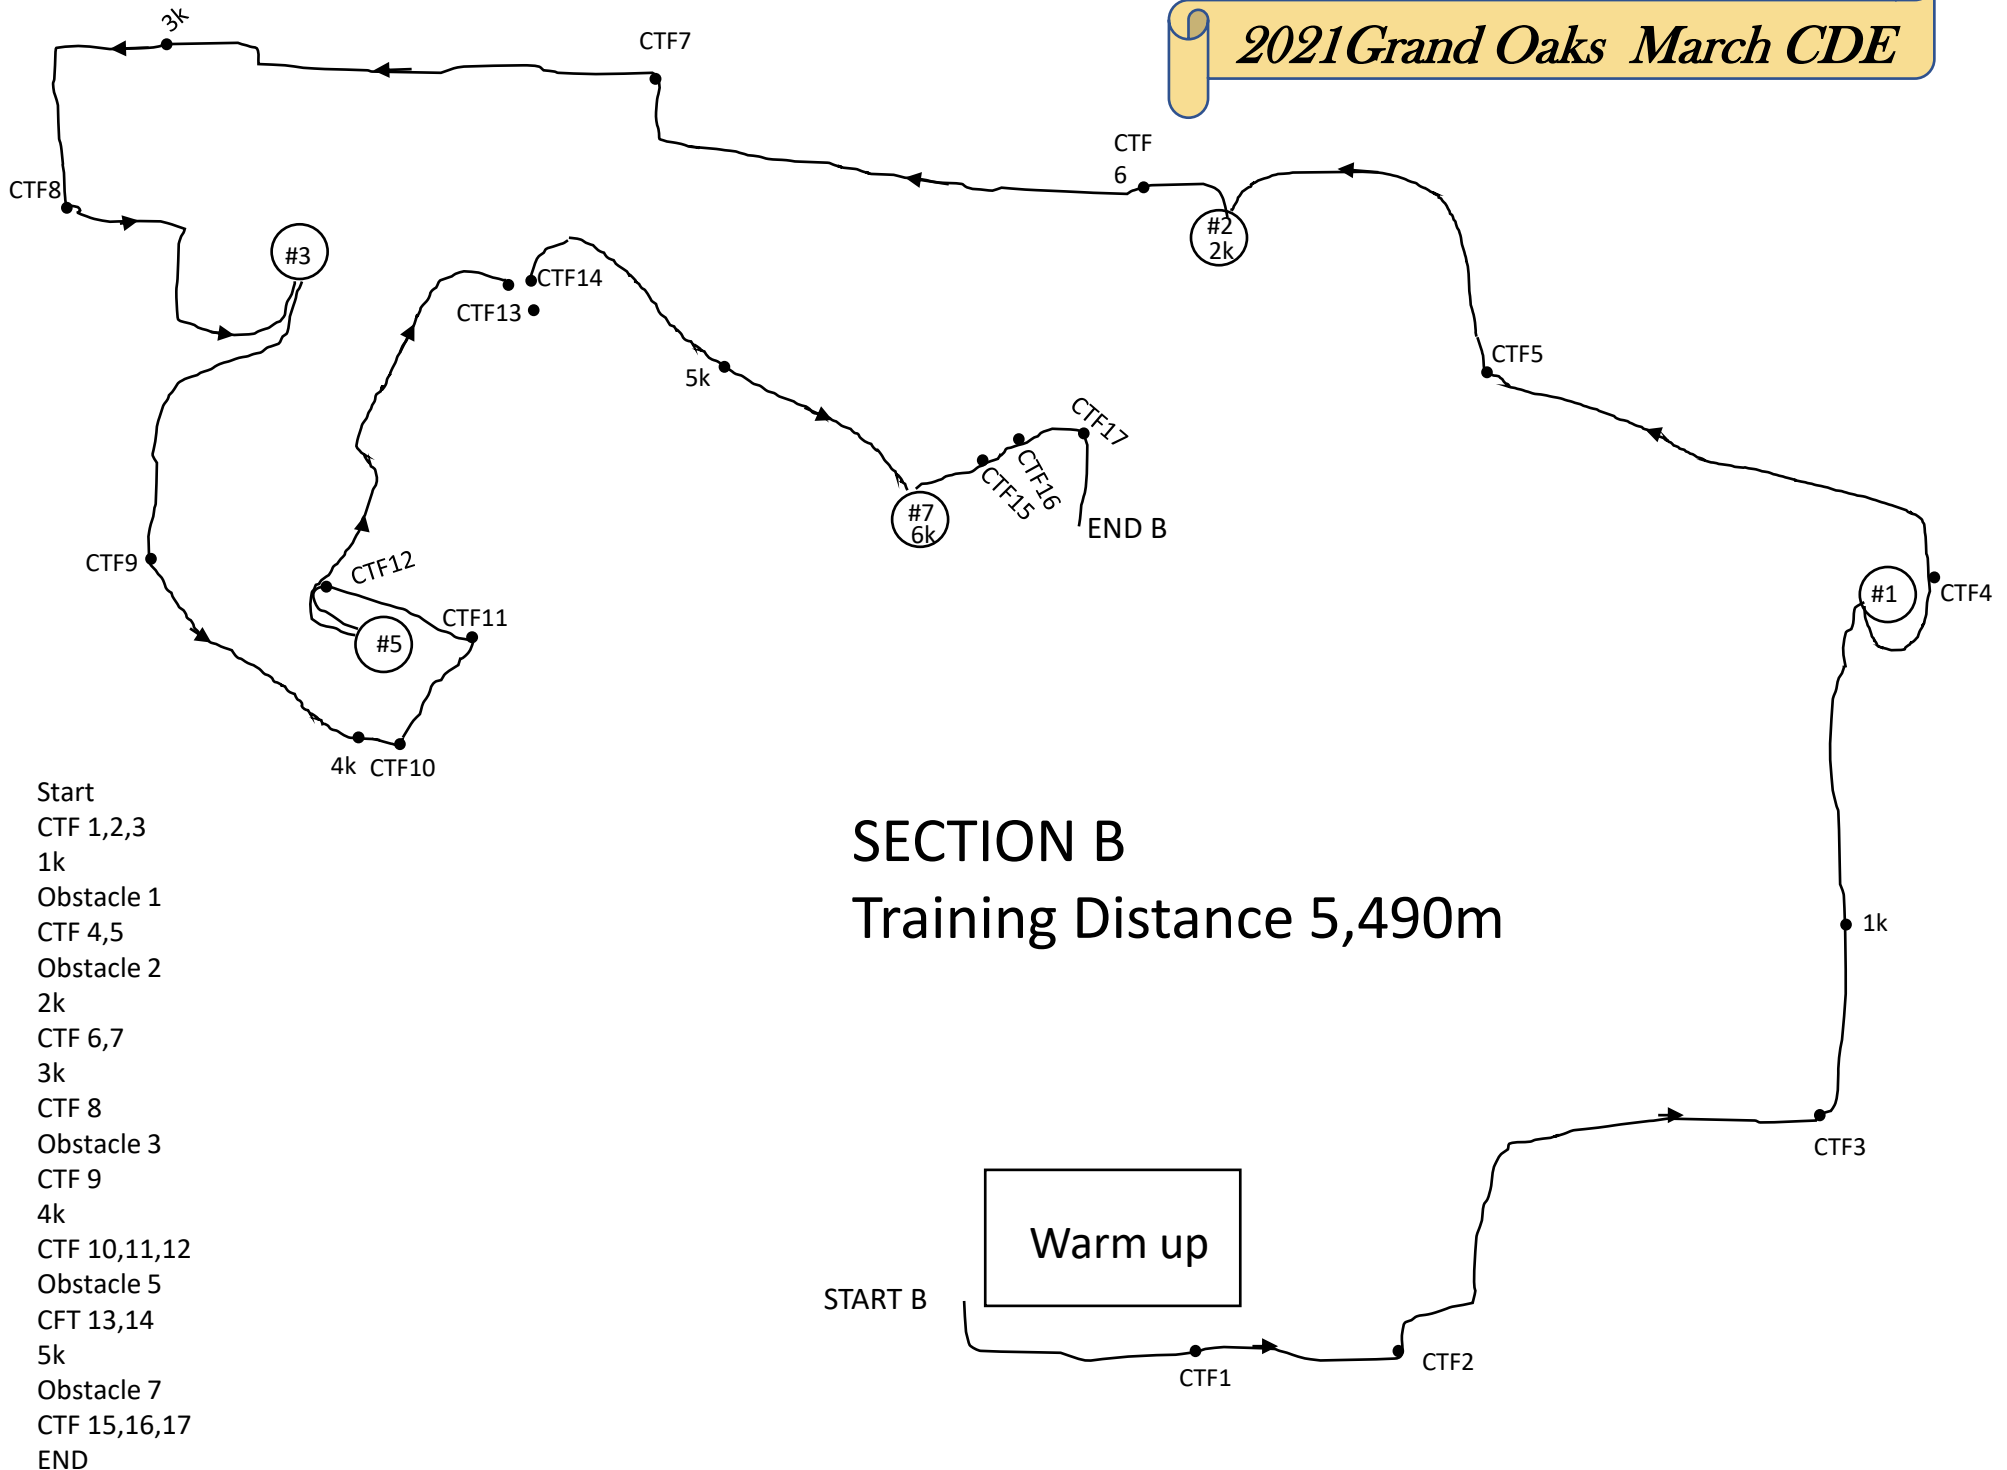 2021Grand Oaks March CDE
3k
CTF7
CTF
6
CTF8
#3
#2
2k
CTF14
CTF13
5k
CTF5
CTF17
CTF16
CTF15
#7
6k
END B
CTF9
CTF12
CTF11
#5
#1
CTF4
4k
CTF10
Start
CTF 1,2,3
1k
Obstacle 1
CTF 4,5
Obstacle 2
2k
CTF 6,7
3k
CTF 8
Obstacle 3
CTF 9
4k
CTF 10,11,12
Obstacle 5
CFT 13,14
5k
Obstacle 7
CTF 15,16,17
END
SECTION B
Training Distance 5,490m
1k
CTF3
Warm up
START B
CTF1
CTF2